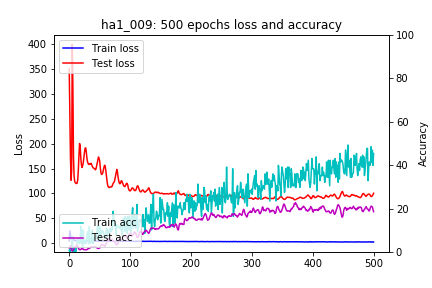 ha1_009: 500 epochs loss and accuracy
Train loss
Test loss
Train acc
Test acc
Loss
Accuracy
400
350
300
250
200
150
100
50
0
100
80
60
40
20
0
0 100 200 300 400 500